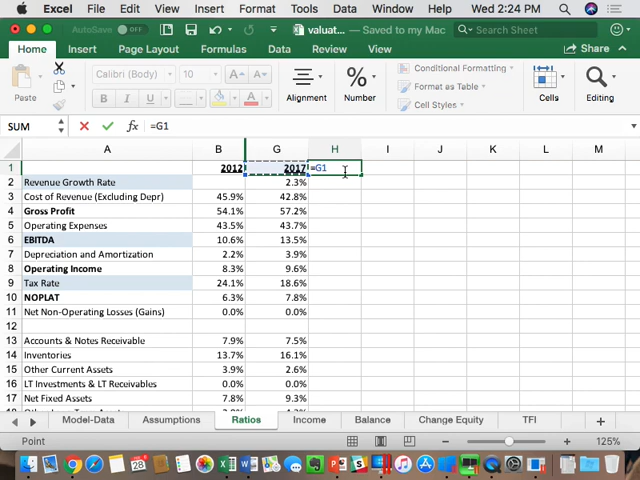 Excel File Edit View Insert Format Tools Data Window Help Wed 2:24 PM
AutoSave OFF valuat... — Saved to my Mac Search Sheet
Home Insert Page Layout Formulas Data Review View Share
Paste Calibri (Body) 10 A A Alignment % Number Conditional Formatting Format as Table Cell Styles Cells Editing
B I U A
SUM fx =G1
A B G H I J K L M
1 2012 2017 =G1
2 Revenue Growth Rate 2.3%
3 Cost of Revenue (Excluding Depr) 45.9% 42.8%
4 Gross Profit 54.1% 57.2%
5 Operating Expenses 43.5% 43.7%
6 EBITDA 10.6% 13.5%
7 Depreciation and Amortization 2.2% 3.9%
8 Operating Income 8.3% 9.6%
9 Tax Rate 24.1% 18.6%
10 NOPLAT 6.3% 7.8%
11 Net Non-Operating Losses (Gains) 0.0% 0.0%
12
13 Accounts & Notes Receivable 7.9% 7.5%
14 Inventories 13.7% 16.1%
15 Other Current Assets 3.9% 2.6%
16 LT Investments & LT Receivables 0.0% 0.0%
17 Net Fixed Assets 7.8% 9.3%
Model-Data Assumptions Ratios Income Balance Change Equity TFI
Point 125%